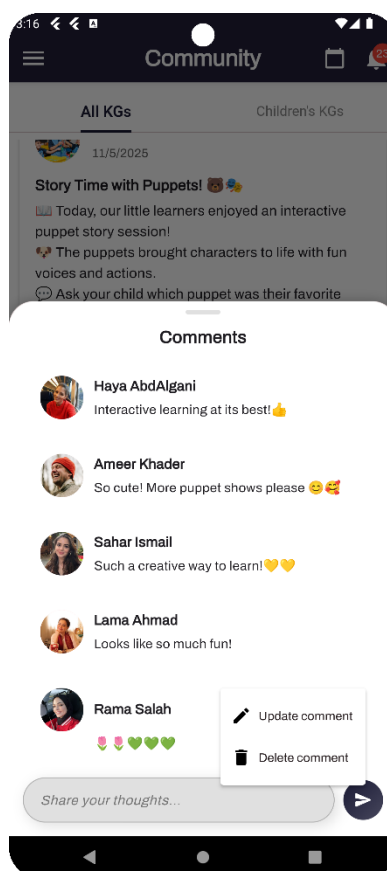 3:16
Community
23
All KGs
Children's KGs
11/5/2025
Story Time with Puppets! 🐻🎭
📖 Today, our little learners enjoyed an interactive
puppet story session!
🐶 The puppets brought characters to life with fun
voices and actions.
💬 Ask your child which puppet was their favorite
Comments
Haya AbdAlgani
Interactive learning at its best!👍
Ameer Khader
So cute! More puppet shows please 😊🥰
Sahar Ismail
Such a creative way to learn!💛💛
Lama Ahmad
Looks like so much fun!
Rama Salah
🌷🌷💚💚💚
Update comment
Delete comment
Share your thoughts...